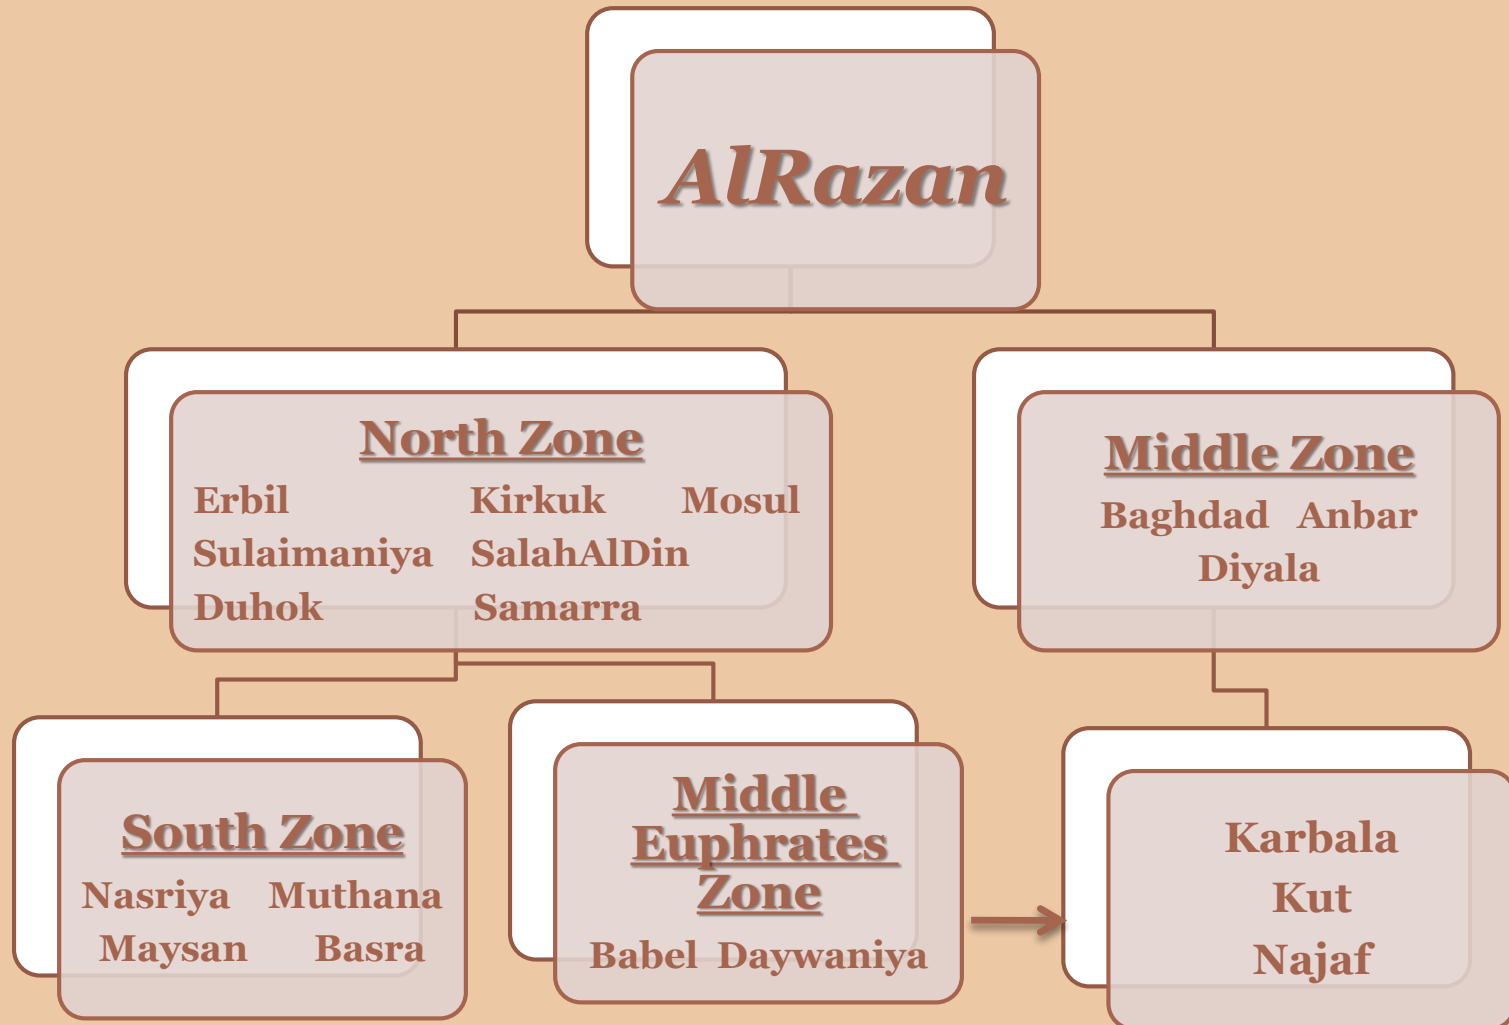 AlRazan
North Zone
Erbil Kirkuk Mosul
Sulaimaniya SalahAlDin
Duhok Samarra
Middle Zone
Baghdad Anbar
Diyala
South Zone
Nasriya Muthana
Maysan Basra
Middle
Euphrates
Zone
Babel Daywaniya
Karbala
Kut
Najaf